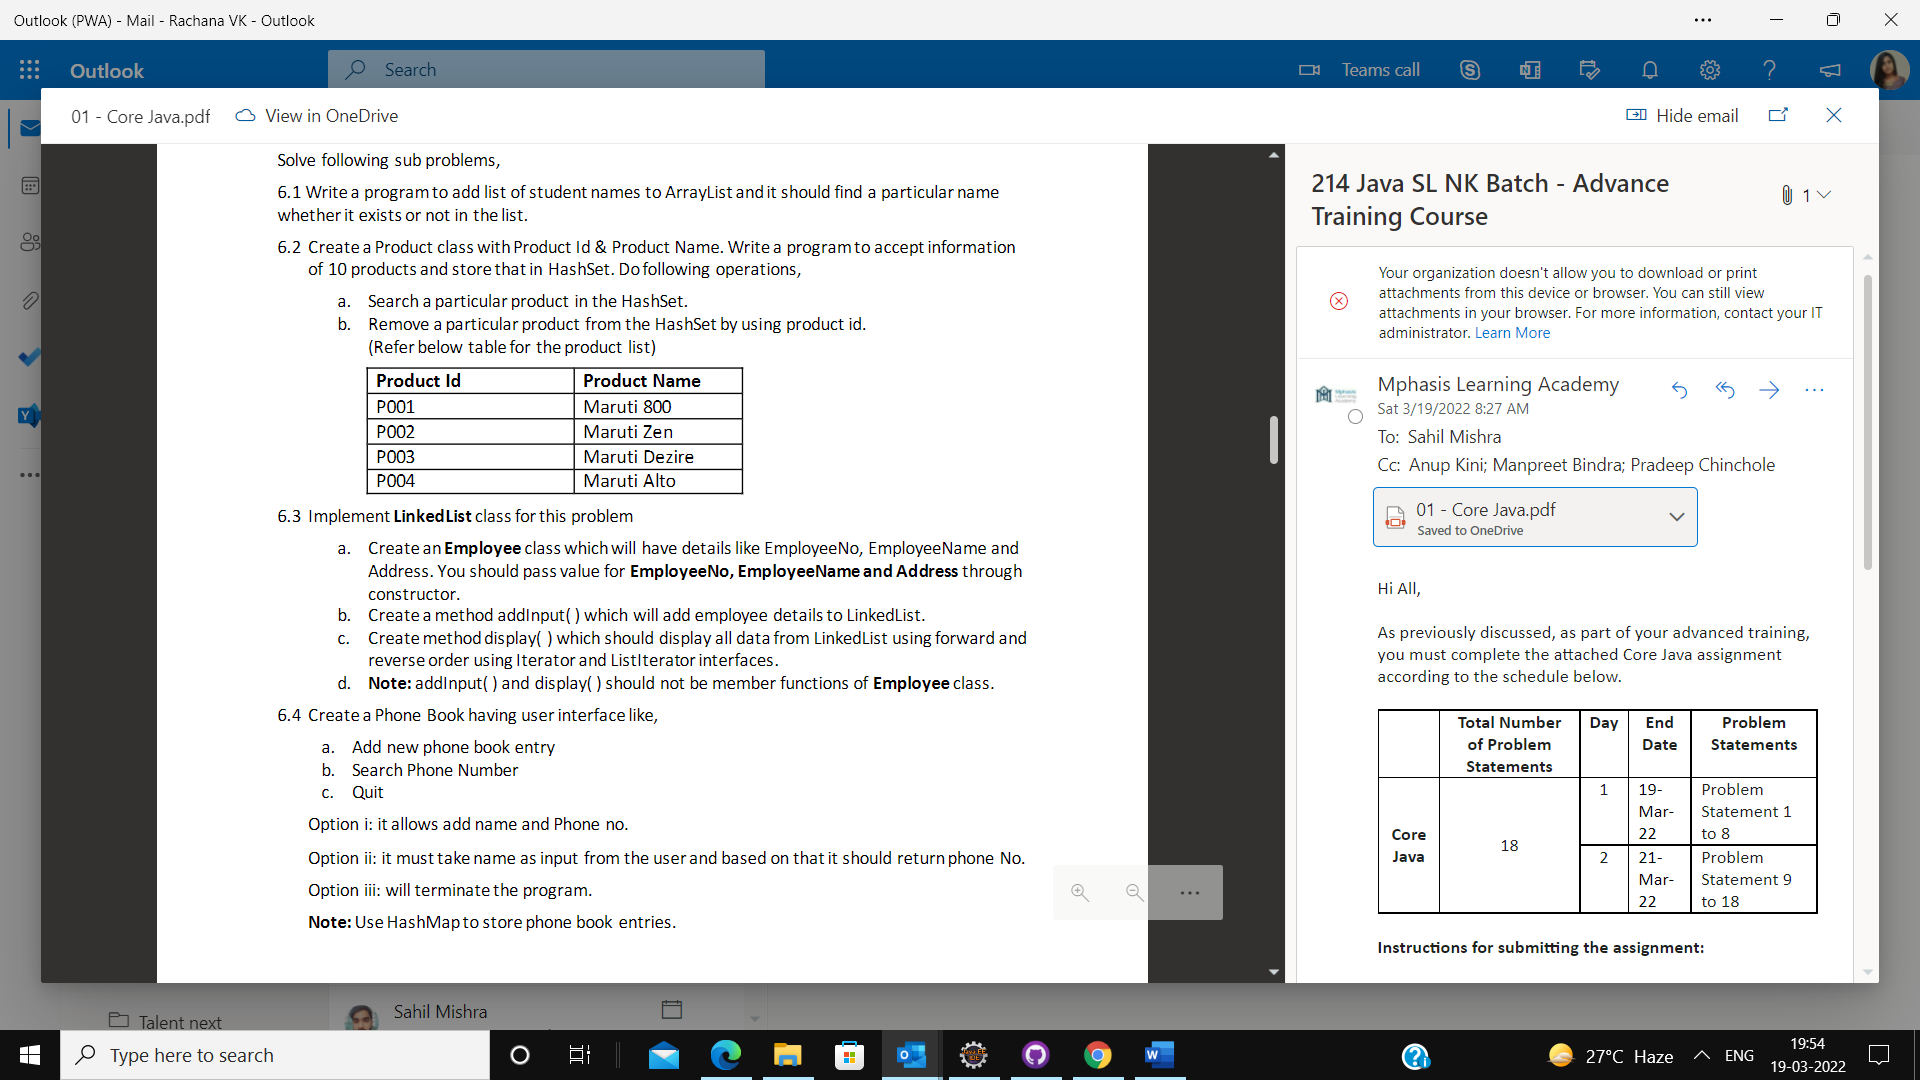 Outlook (PWA) - Mail - Rachana VK - Outlook
Outlook
Search
Teams call
01 - Core Java.pdf
View in OneDrive
Hide email
Solve following sub problems,
6.1 Write a program to add list of student names to ArrayList and it should find a particular name
whether it exists or not in the list.
6.2 Create a Product class with Product Id & Product Name. Write a program to accept information
of 10 products and store that in HashSet. Do following operations,
a. Search a particular product in the HashSet.
b. Remove a particular product from the HashSet by using product id.
(Refer below table for the product list)
Product Id Product Name
P001 Maruti 800
P002 Maruti Zen
P003 Maruti Dezire
P004 Maruti Alto
6.3 Implement LinkedList class for this problem
a. Create an Employee class which will have details like EmployeeNo, EmployeeName and
Address. You should pass value for EmployeeNo, EmployeeName and Address through
constructor.
b. Create a method addInput( ) which will add employee details to LinkedList.
c. Create method display( ) which should display all data from LinkedList using forward and
reverse order using Iterator and ListIterator interfaces.
d. Note: addInput( ) and display( ) should not be member functions of Employee class.
6.4 Create a Phone Book having user interface like,
a. Add new phone book entry
b. Search Phone Number
c. Quit
Option i: it allows add name and Phone no.
Option ii: it must take name as input from the user and based on that it should return phone No.
Option iii: will terminate the program.
Note: Use HashMap to store phone book entries.
214 Java SL NK Batch - Advance
Training Course
1
Your organization doesn't allow you to download or print
attachments from this device or browser. You can still view
attachments in your browser. For more information, contact your IT
administrator. Learn More
Mphasis Learning Academy
Sat 3/19/2022 8:27 AM
To: Sahil Mishra
Cc: Anup Kini; Manpreet Bindra; Pradeep Chinchole
01 - Core Java.pdf
Saved to OneDrive
Hi All,
As previously discussed, as part of your advanced training,
you must complete the attached Core Java assignment
according to the schedule below.
Total Number of Problem Statements Day End Date Problem Statements
Core Java 18 1 19-Mar-22 Problem Statement 1 to 8
2 21-Mar-22 Problem Statement 9 to 18
Instructions for submitting the assignment:
Talent next
Sahil Mishra
Type here to search
27°C Haze
ENG
19:54
19-03-2022